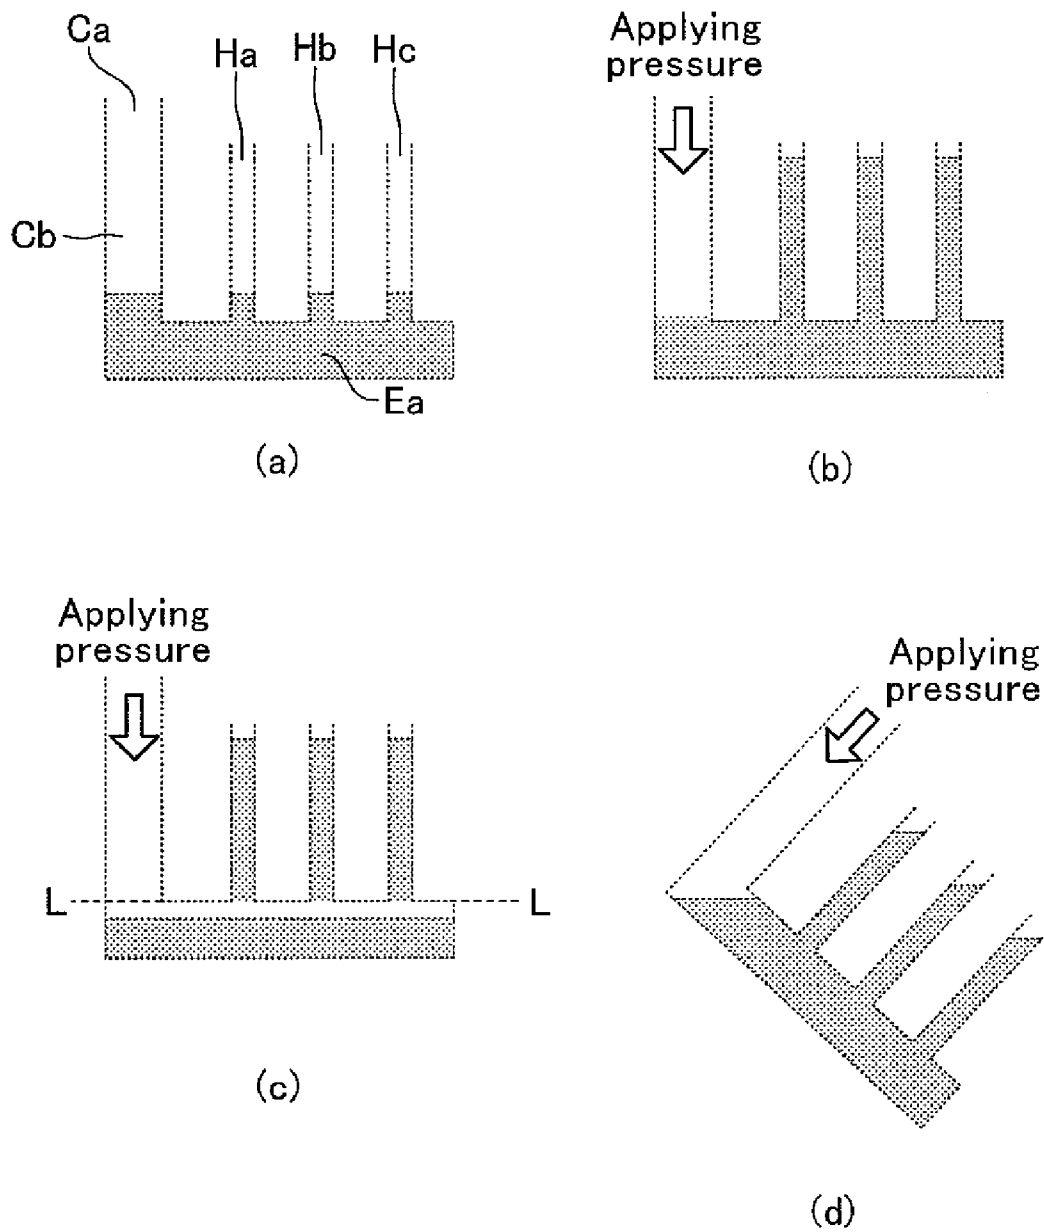 Ca
Ha
Hb
Hc
Cb
Ea
(a)
Applying
pressure
(b)
Applying
pressure
L
L
(c)
Applying
pressure
(d)